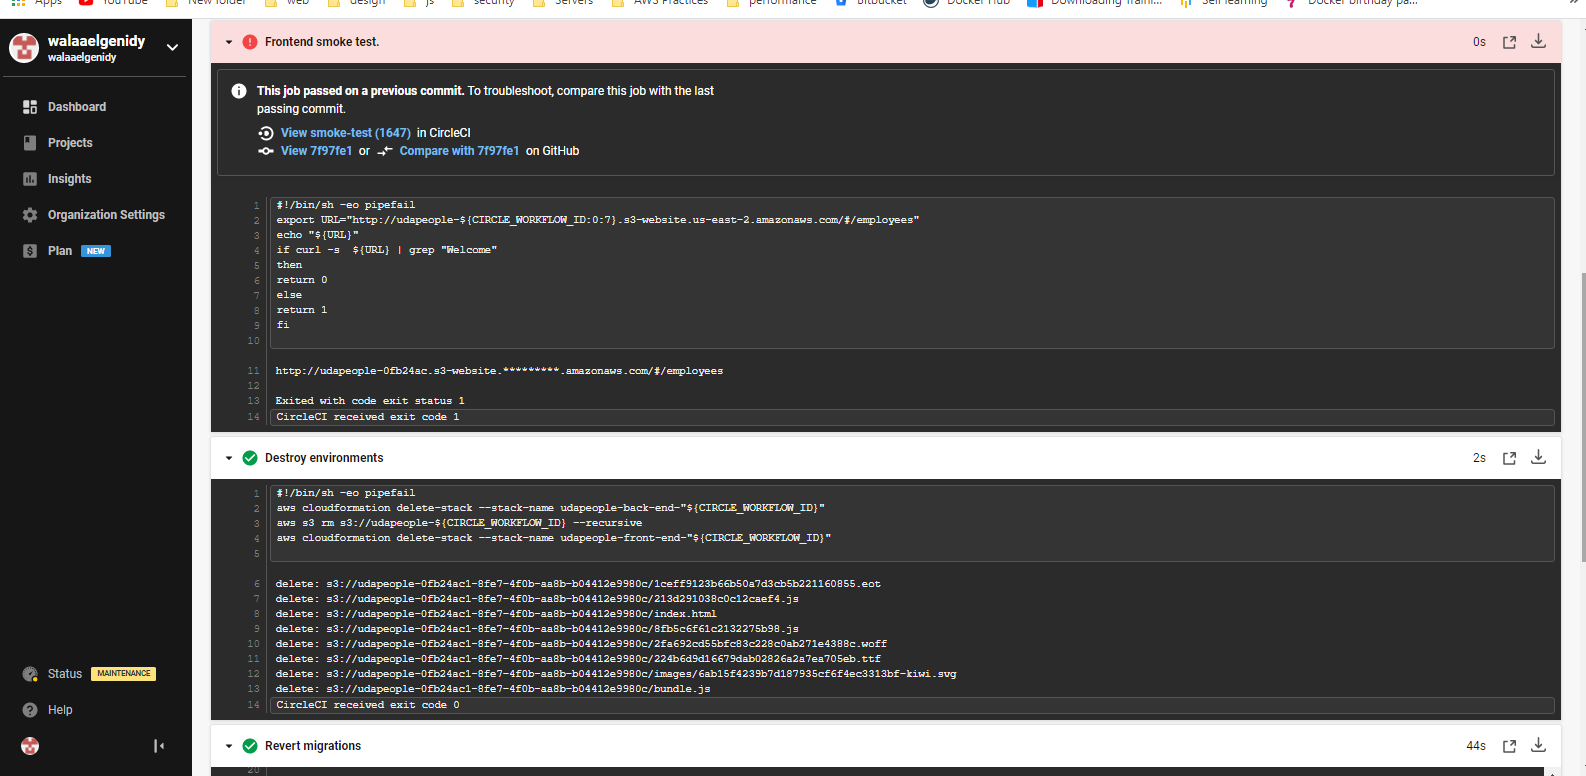 Apps YouTube New folder web design js security Servers AWS Practices performance Bitbucket Docker Hub Downloading Traini... Self learning Docker birthday pa...
walaaelgenidy
walaaelgenidy
Dashboard
Projects
Insights
Organization Settings
Plan NEW
Status MAINTENANCE
Help
Frontend smoke test. 0s
This job passed on a previous commit. To troubleshoot, compare this job with the last
passing commit.
View smoke-test (1647) in CircleCI
View 7f97fe1 or Compare with 7f97fe1 on GitHub
1 #!/bin/sh -eo pipefail
2 export URL="http://udapeople-${CIRCLE_WORKFLOW_ID:0:7}.s3-website.us-east-2.amazonaws.com/#/employees"
3 echo "${URL}"
4 if curl -s  ${URL} | grep "Welcome"
5 then
6 return 0
7 else
8 return 1
9 fi
10
11 http://udapeople-0fb24ac.s3-website.*********.amazonaws.com/#/employees
12
13 Exited with code exit status 1
14 CircleCI received exit code 1
Destroy environments 2s
1 #!/bin/sh -eo pipefail
2 aws cloudformation delete-stack --stack-name udapeople-back-end-"${CIRCLE_WORKFLOW_ID}"
3 aws s3 rm s3://udapeople-${CIRCLE_WORKFLOW_ID} --recursive
4 aws cloudformation delete-stack --stack-name udapeople-front-end-"${CIRCLE_WORKFLOW_ID}"
5
6 delete: s3://udapeople-0fb24ac1-8fe7-4f0b-aa8b-b04412e9980c/1ceff9123b66b50a7d3cb5b221160855.eot
7 delete: s3://udapeople-0fb24ac1-8fe7-4f0b-aa8b-b04412e9980c/213d291038c0c12caef4.js
8 delete: s3://udapeople-0fb24ac1-8fe7-4f0b-aa8b-b04412e9980c/index.html
9 delete: s3://udapeople-0fb24ac1-8fe7-4f0b-aa8b-b04412e9980c/8fb5c6f61c2132275b98.js
10 delete: s3://udapeople-0fb24ac1-8fe7-4f0b-aa8b-b04412e9980c/2fa692cd55bfc83c228c0ab271e4388c.woff
11 delete: s3://udapeople-0fb24ac1-8fe7-4f0b-aa8b-b04412e9980c/224b6d9d16679dab02826a2a7ea705eb.ttf
12 delete: s3://udapeople-0fb24ac1-8fe7-4f0b-aa8b-b04412e9980c/images/6ab15f4239b7d187935cf6f4ec3313bf-kiwi.svg
13 delete: s3://udapeople-0fb24ac1-8fe7-4f0b-aa8b-b04412e9980c/bundle.js
14 CircleCI received exit code 0
Revert migrations 44s
20